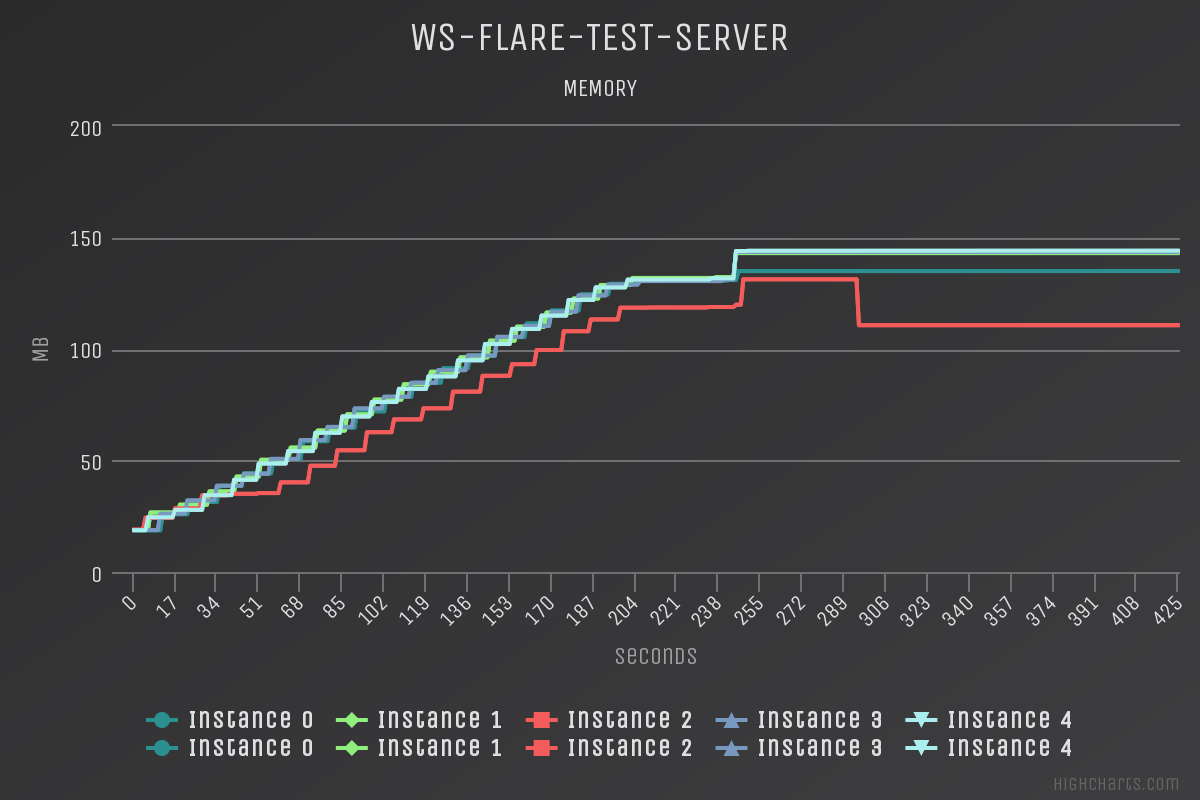 WS-FLARE-TEST-SERVER
MEMORY
200
150
100
50
0
MB
0 17 34 51 68 85 102 119 136 153 170 187 204 221 238 255 272 289 306 323 340 357 374 391 408 425
seconds
Instance 0 Instance 1 Instance 2 Instance 3 Instance 4
Instance 0 Instance 1 Instance 2 Instance 3 Instance 4
Highcharts.com